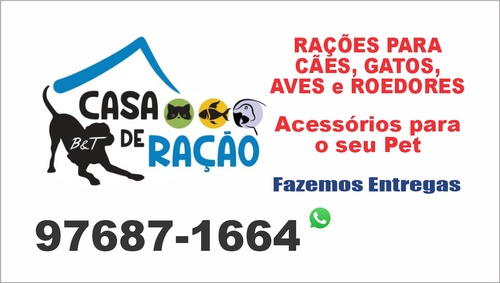 CASA
B&T DE
RAÇÃO
RAÇÕES PARA
CÃES, GATOS,
AVES e ROEDORES
Acessórios para
o seu Pet
Fazemos Entregas
97687-1664